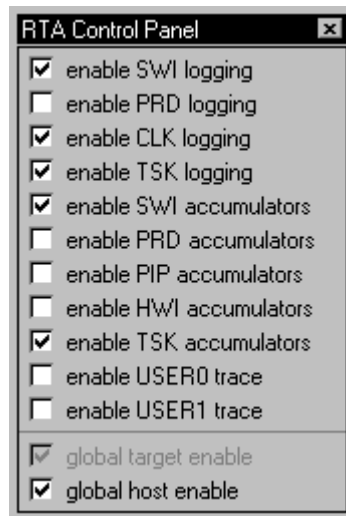 RTA Control Panel
enable SWI logging
enable PRD logging
enable CLK logging
enable TSK logging
enable SWI accumulators
enable PRD accumulators
enable PIP accumulators
enable HWI accumulators
enable TSK accumulators
enable USER0 trace
enable USER1 trace
global target enable
global host enable